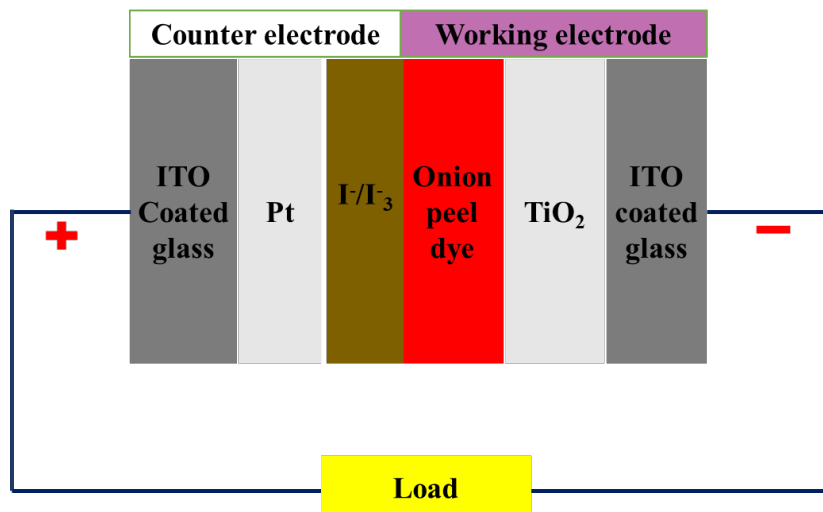 Counter electrode Working electrode
ITO
Coated
glass
Pt
I⁻/I⁻₃
Onion
peel
dye
TiO₂
ITO
coated
glass
+
−
Load